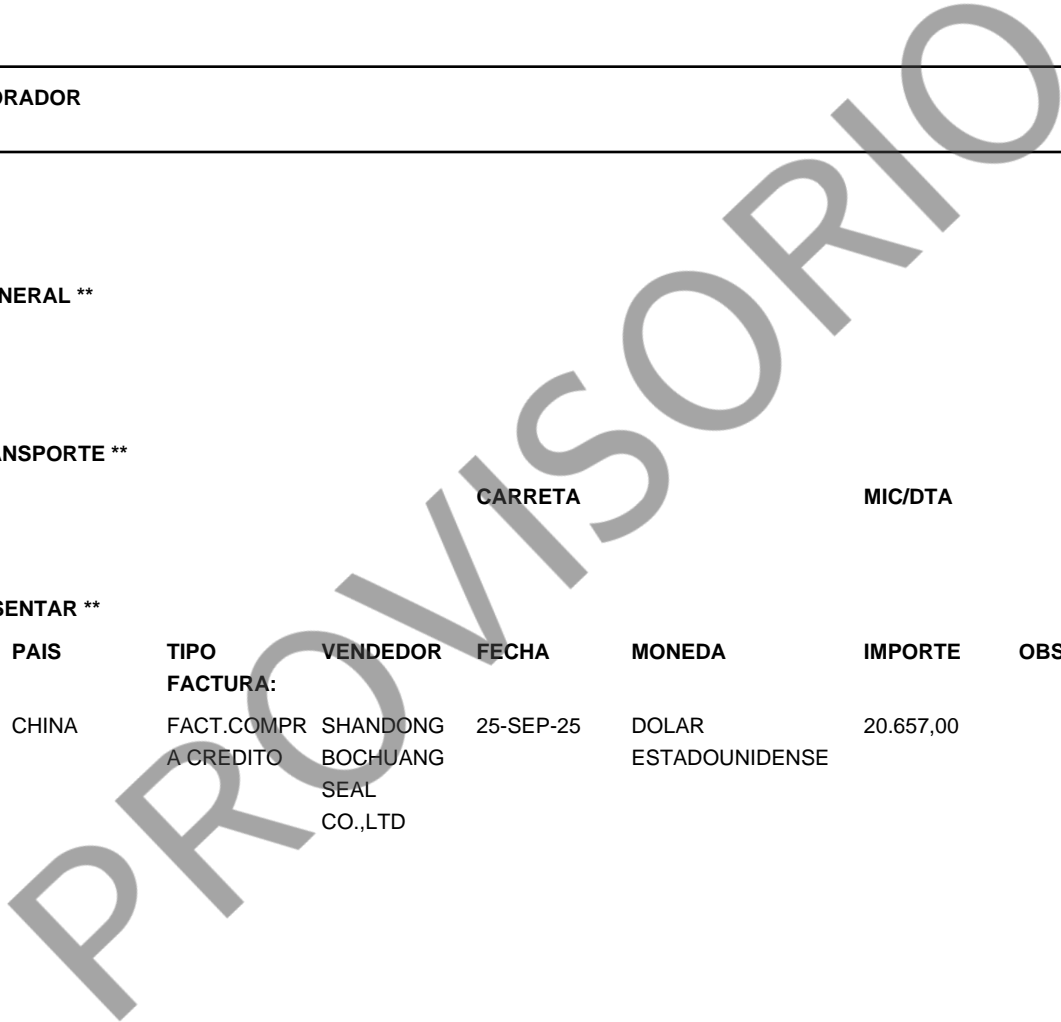 ORADOR
NERAL **
ANSPORTE **
CARRETA MIC/DTA
SENTAR **
PAIS TIPO VENDEDOR FECHA MONEDA IMPORTE OBS
FACTURA:
CHINA FACT.COMPR SHANDONG 25-SEP-25 DOLAR 20.657,00
A CREDITO BOCHUANG ESTADOUNIDENSE
SEAL
CO.,LTD
PROVISORIO